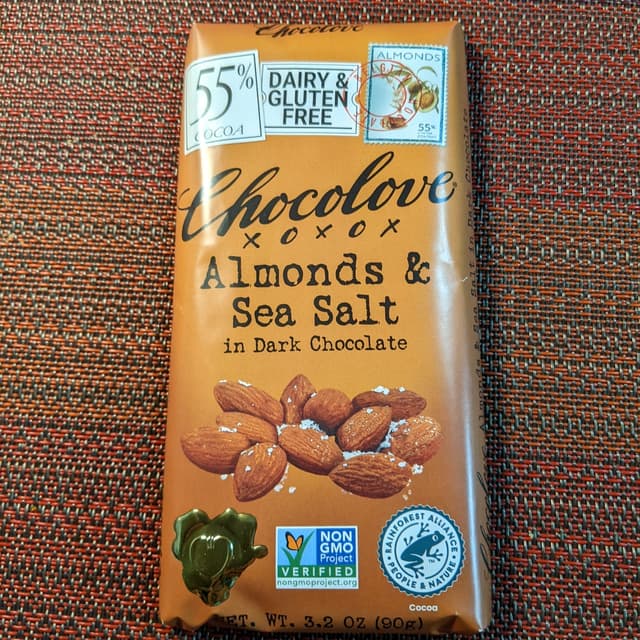 Chocolove
55%
COCOA
DAIRY &
GLUTEN
FREE
ALMONDS
55%
Chocolove®
XOXOX
Almonds &
Sea Salt
in Dark Chocolate
NON
GMO
Project
VERIFIED
nongmoproject.org
RAINFOREST ALLIANCE
PEOPLE & NATURE
TM
Cocoa
NET. WT. 3.2 OZ (90g)